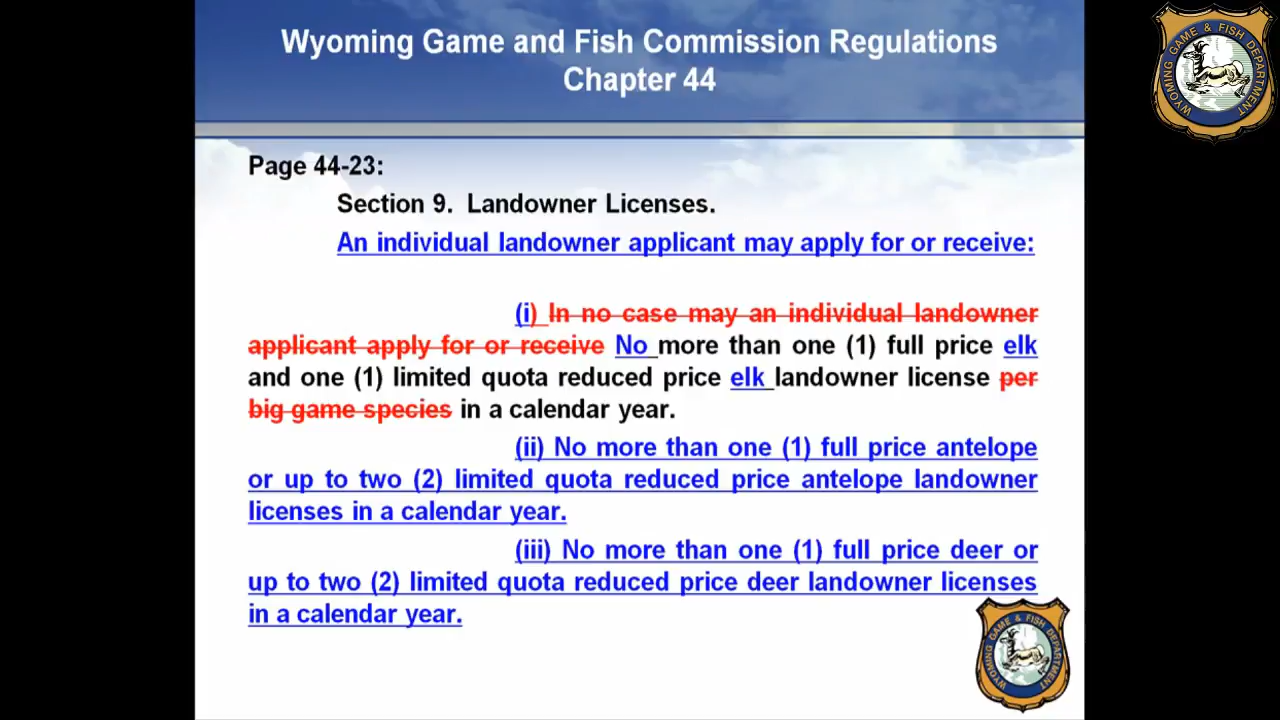 Wyoming Game and Fish Commission Regulations
Chapter 44
WYOMING GAME & FISH DEPARTMENT
Page 44-23:
Section 9. Landowner Licenses.
An individual landowner applicant may apply for or receive:
(i) In no case may an individual landowner
applicant apply for or receive No more than one (1) full price elk
and one (1) limited quota reduced price elk landowner license per
big game species in a calendar year.
(ii) No more than one (1) full price antelope
or up to two (2) limited quota reduced price antelope landowner
licenses in a calendar year.
(iii) No more than one (1) full price deer or
up to two (2) limited quota reduced price deer landowner licenses
in a calendar year.
WYOMING GAME & FISH DEPARTMENT